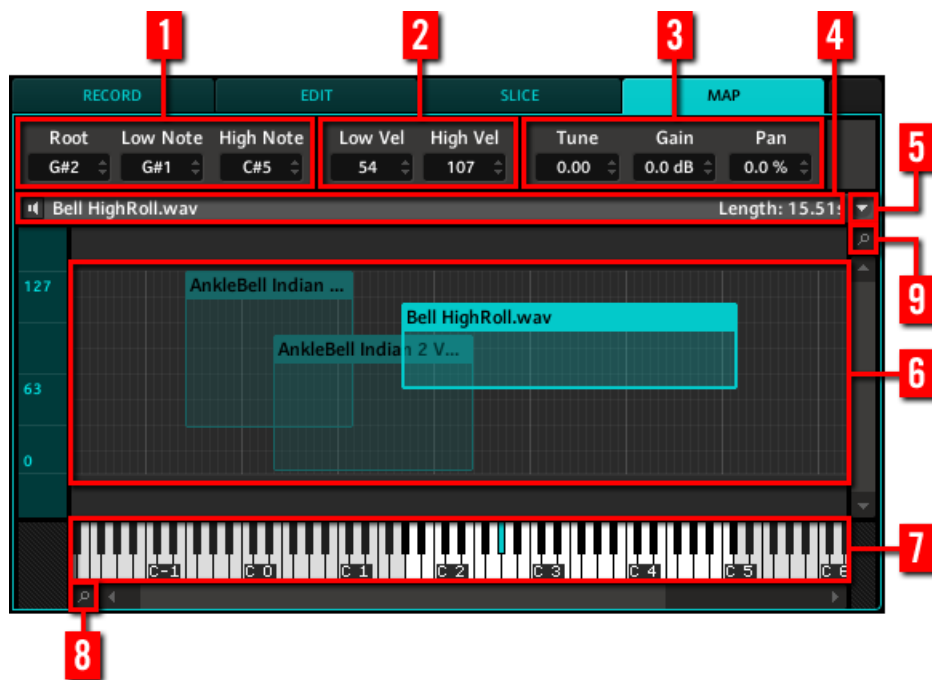 1 2 3 4
RECORD EDIT SLICE MAP
Root Low Note High Note Low Vel High Vel Tune Gain Pan
G#2 G#1 C#5 54 107 0.00 0.0 dB 0.0 %
5
Bell HighRoll.wav Length: 15.51s
9
127
AnkleBell Indian ...
Bell HighRoll.wav
AnkleBell Indian 2 V...
6
63
0
7
C-1 C 0 C 1 C 2 C 3 C 4 C 5 C 6
8